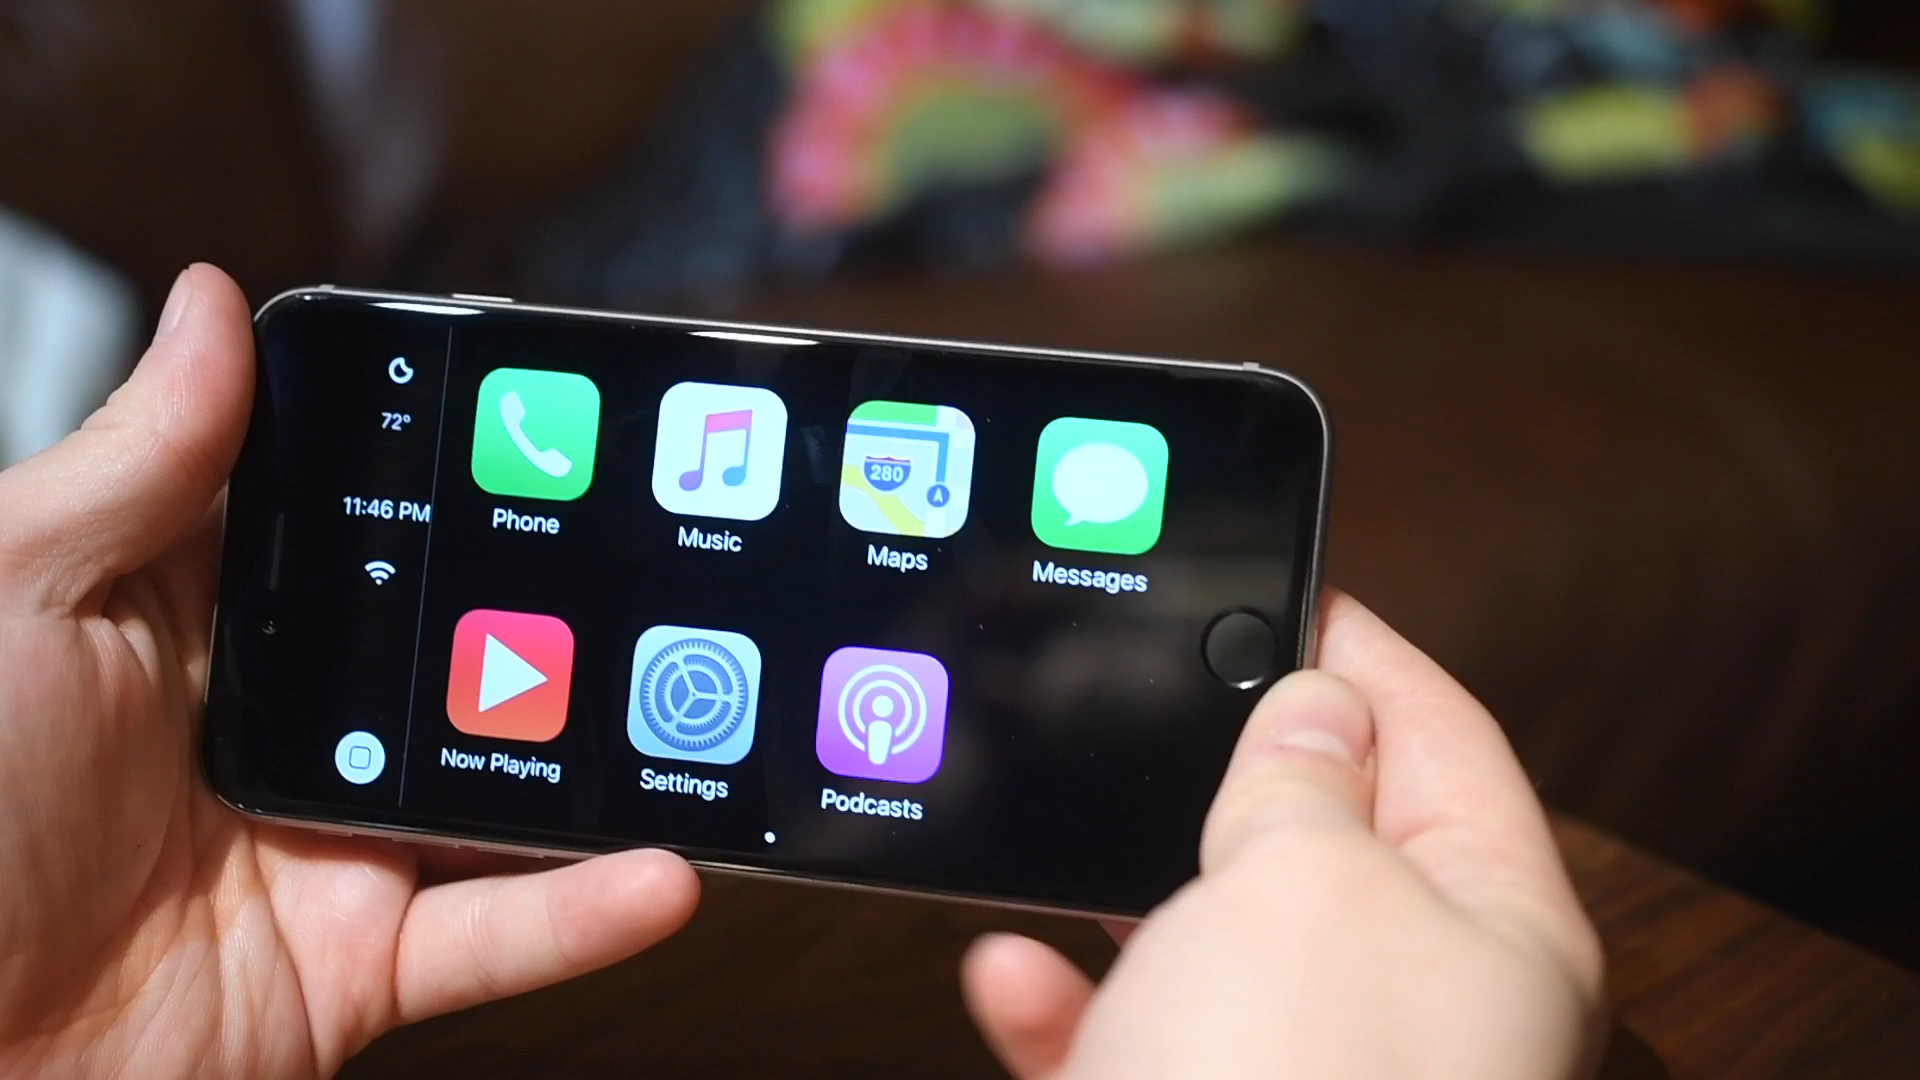 72°
11:46 PM
Phone
Music
280
Maps
Messages
Now Playing
Settings
Podcasts